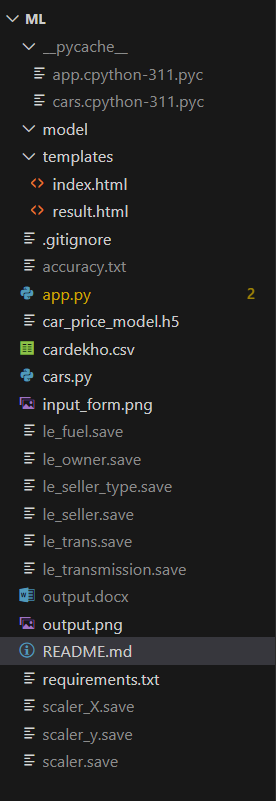 ML
__pycache__
app.cpython-311.pyc
cars.cpython-311.pyc
model
templates
<> index.html
<> result.html
.gitignore
accuracy.txt
app.py 2
car_price_model.h5
cardekho.csv
cars.py
input_form.png
le_fuel.save
le_owner.save
le_seller_type.save
le_seller.save
le_trans.save
le_transmission.save
output.docx
output.png
README.md
requirements.txt
scaler_X.save
scaler_y.save
scaler.save